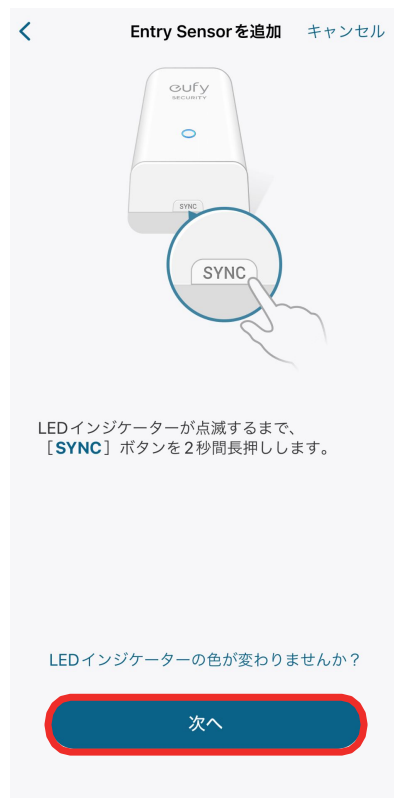 Entry Sensorを追加 キャンセル
eufy
SECURITY
SYNC
SYNC
LEDインジケーターが点滅するまで、
［SYNC］ボタンを2秒間長押しします。
LEDインジケーターの色が変わりませんか？
次へ